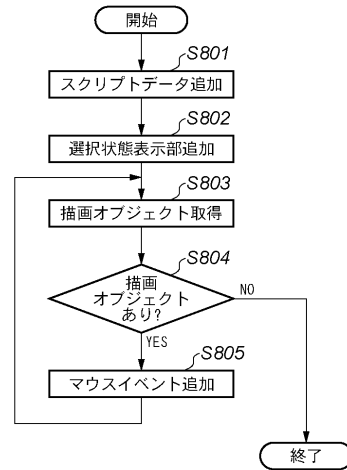 開始
S801
スクリプトデータ追加
S802
選択状態表示部追加
S803
描画オブジェクト取得
S804
描画
オブジェクト
あり?
NO
YES
S805
マウスイベント追加
終了